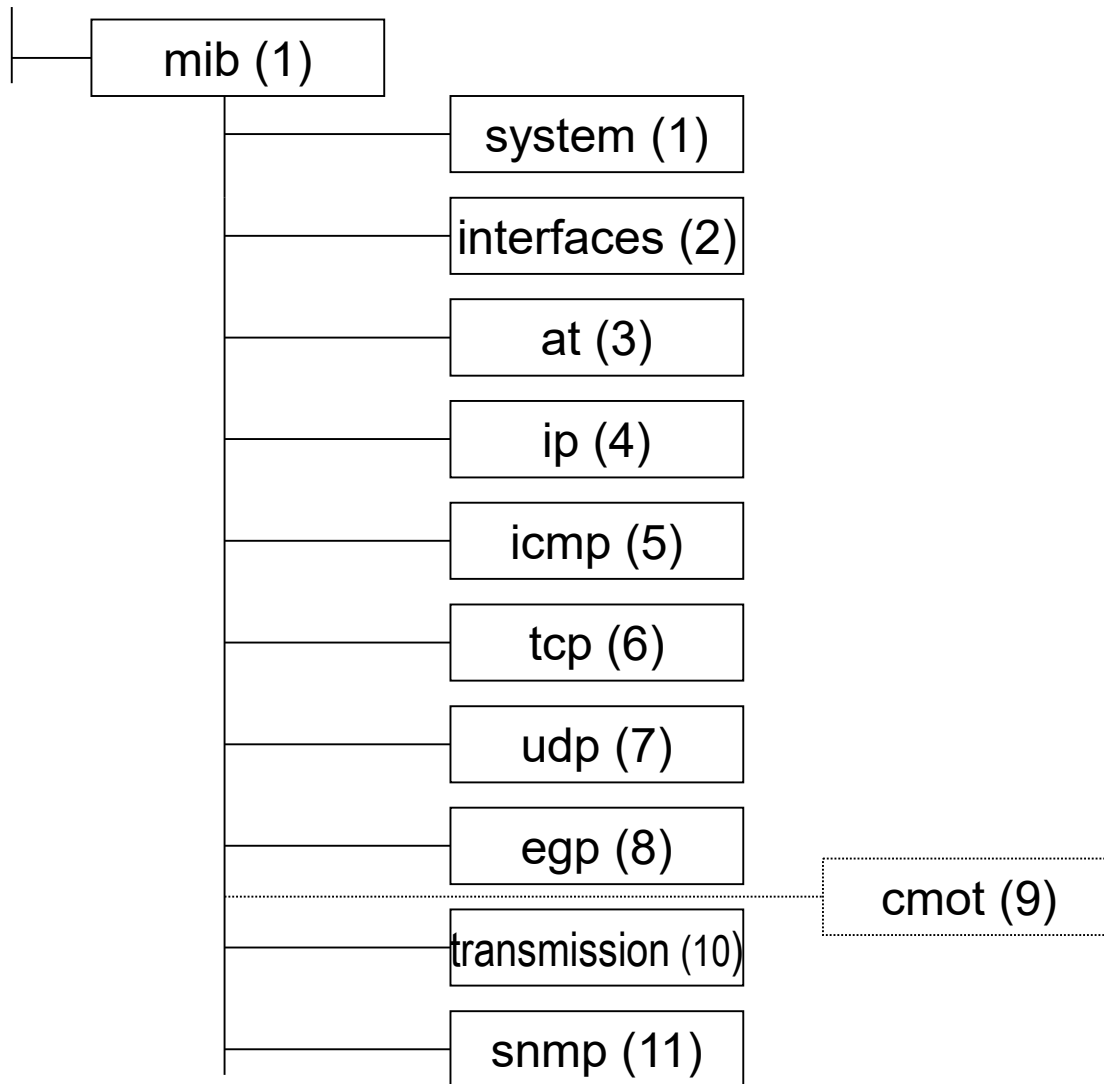 mib (1)
system (1)
interfaces (2)
at (3)
ip (4)
icmp (5)
tcp (6)
udp (7)
egp (8)
cmot (9)
transmission (10)
snmp (11)